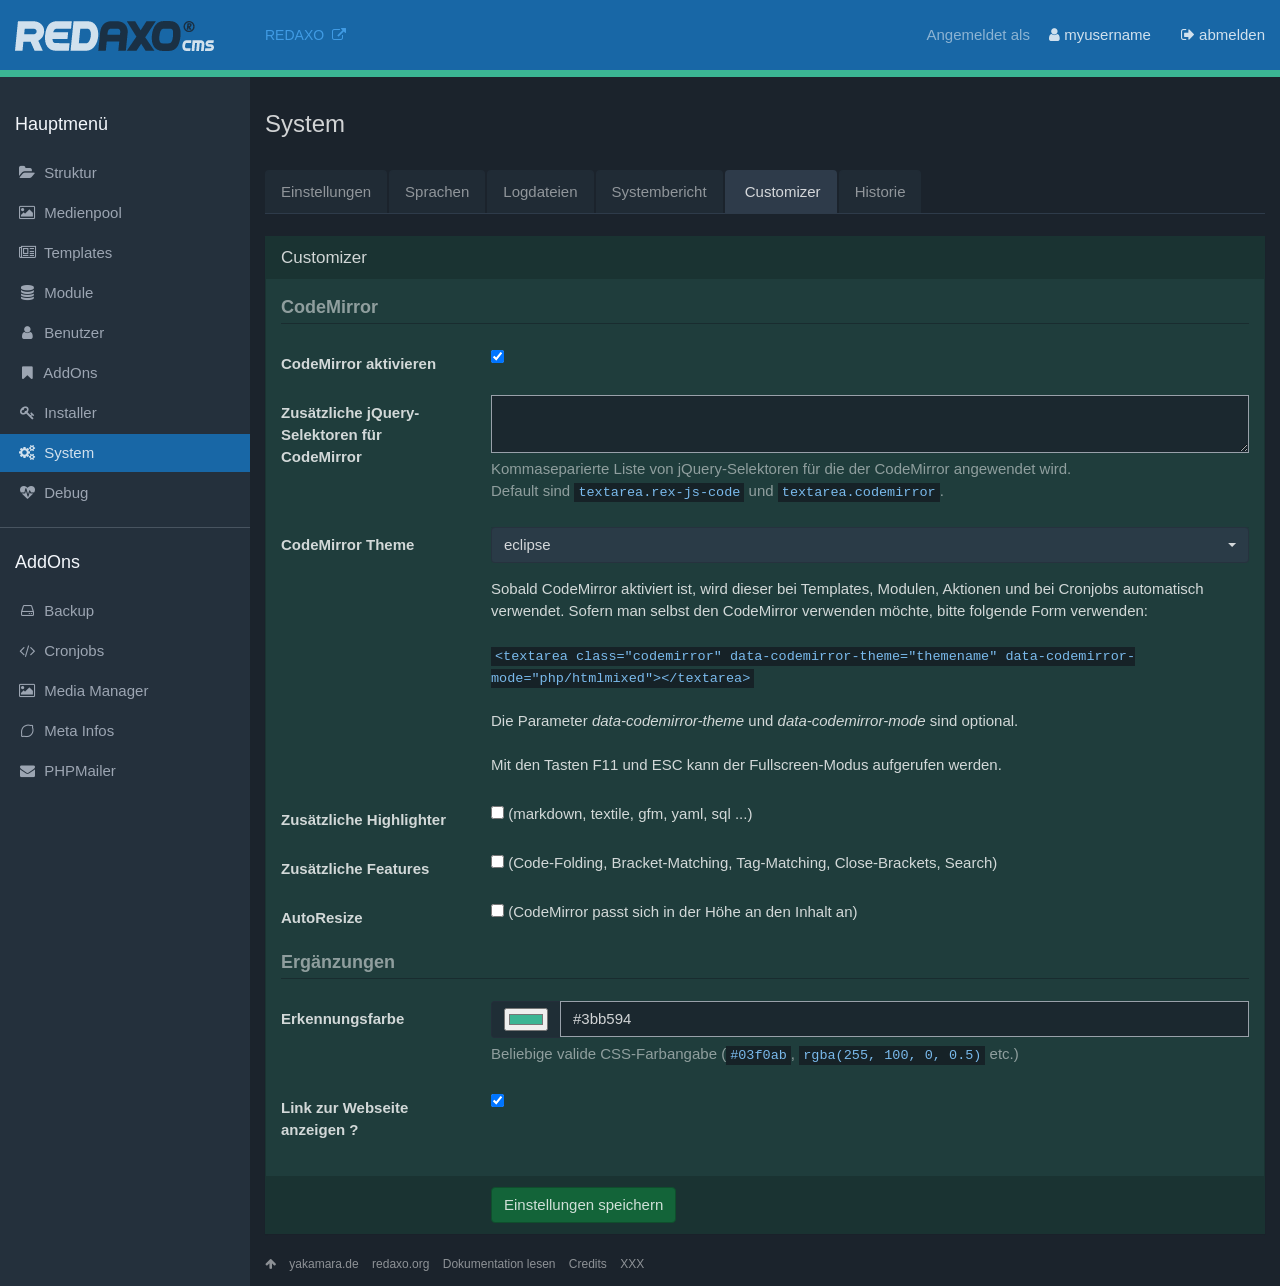 REDAXO® cms
REDAXO
Angemeldet als myusername abmelden
Hauptmenü
Struktur
Medienpool
Templates
Module
Benutzer
AddOns
Installer
System
Debug
AddOns
Backup
Cronjobs
Media Manager
Meta Infos
PHPMailer
System
Einstellungen Sprachen Logdateien Systembericht Customizer Historie
Customizer
CodeMirror
CodeMirror aktivieren
Zusätzliche jQuery-
Selektoren für
CodeMirror
Kommaseparierte Liste von jQuery-Selektoren für die der CodeMirror angewendet wird.
Default sind textarea.rex-js-code und textarea.codemirror.
CodeMirror Theme
eclipse
Sobald CodeMirror aktiviert ist, wird dieser bei Templates, Modulen, Aktionen und bei Cronjobs automatisch
verwendet. Sofern man selbst den CodeMirror verwenden möchte, bitte folgende Form verwenden:
<textarea class="codemirror" data-codemirror-theme="themename" data-codemirror-
mode="php/htmlmixed"></textarea>
Die Parameter data-codemirror-theme und data-codemirror-mode sind optional.
Mit den Tasten F11 und ESC kann der Fullscreen-Modus aufgerufen werden.
Zusätzliche Highlighter
(markdown, textile, gfm, yaml, sql ...)
Zusätzliche Features
(Code-Folding, Bracket-Matching, Tag-Matching, Close-Brackets, Search)
AutoResize
(CodeMirror passt sich in der Höhe an den Inhalt an)
Ergänzungen
Erkennungsfarbe
#3bb594
Beliebige valide CSS-Farbangabe (#03f0ab, rgba(255, 100, 0, 0.5) etc.)
Link zur Webseite
anzeigen ?
Einstellungen speichern
yakamara.de redaxo.org Dokumentation lesen Credits XXX